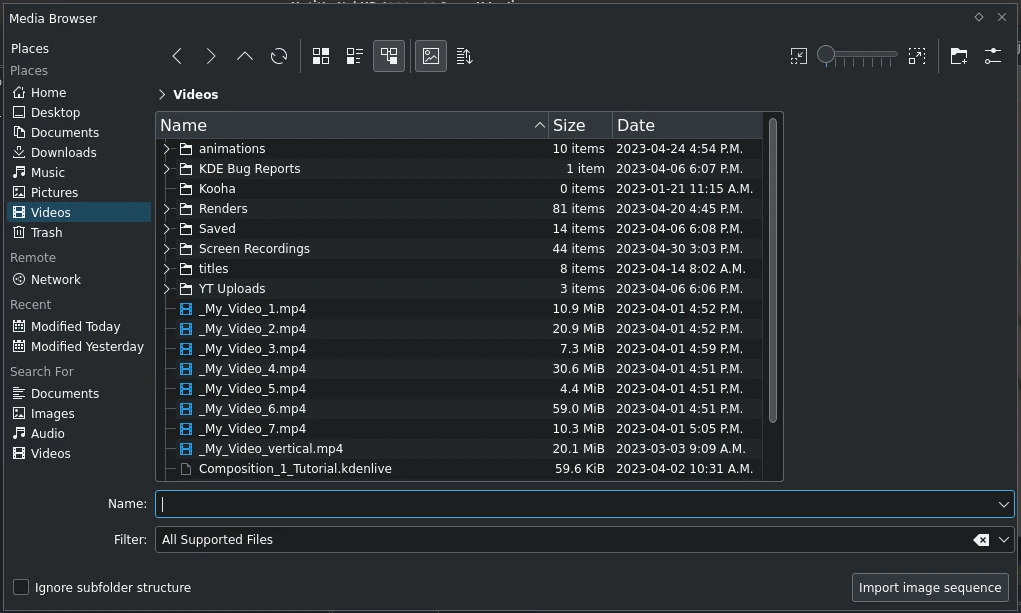 Media Browser
Places
Places
Home
Desktop
Documents
Downloads
Music
Pictures
Videos
Trash
Remote
Network
Recent
Modified Today
Modified Yesterday
Search For
Documents
Images
Audio
Videos
Videos
Name Size Date
animations 10 items 2023-04-24 4:54 P.M.
KDE Bug Reports 1 item 2023-04-06 6:07 P.M.
Kooha 0 items 2023-01-21 11:15 A.M.
Renders 81 items 2023-04-20 4:45 P.M.
Saved 14 items 2023-04-06 6:08 P.M.
Screen Recordings 44 items 2023-04-30 3:03 P.M.
titles 8 items 2023-04-14 8:02 A.M.
YT Uploads 3 items 2023-04-06 6:06 P.M.
_My_Video_1.mp4 10.9 MiB 2023-04-01 4:52 P.M.
_My_Video_2.mp4 20.9 MiB 2023-04-01 4:52 P.M.
_My_Video_3.mp4 7.3 MiB 2023-04-01 4:59 P.M.
_My_Video_4.mp4 30.6 MiB 2023-04-01 4:51 P.M.
_My_Video_5.mp4 4.4 MiB 2023-04-01 4:51 P.M.
_My_Video_6.mp4 59.0 MiB 2023-04-01 4:51 P.M.
_My_Video_7.mp4 10.3 MiB 2023-04-01 5:05 P.M.
_My_Video_vertical.mp4 20.1 MiB 2023-03-03 9:09 A.M.
Composition_1_Tutorial.kdenlive 59.6 KiB 2023-04-02 10:31 A.M.
Name:
Filter: All Supported Files
Ignore subfolder structure
Import image sequence